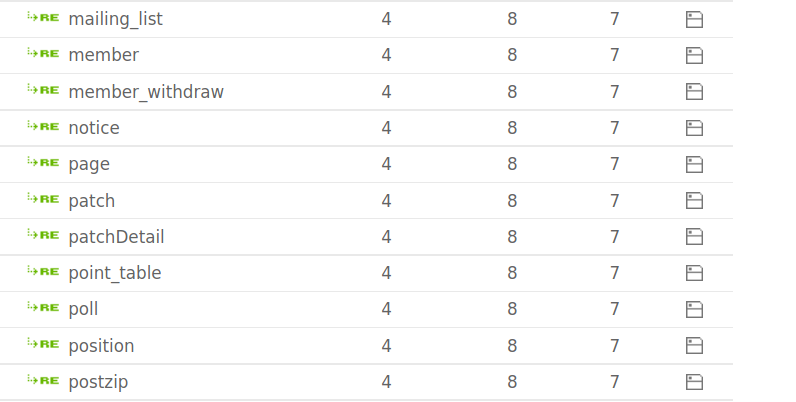 RE mailing_list 4 8 7
RE member 4 8 7
RE member_withdraw 4 8 7
RE notice 4 8 7
RE page 4 8 7
RE patch 4 8 7
RE patchDetail 4 8 7
RE point_table 4 8 7
RE poll 4 8 7
RE position 4 8 7
RE postzip 4 8 7